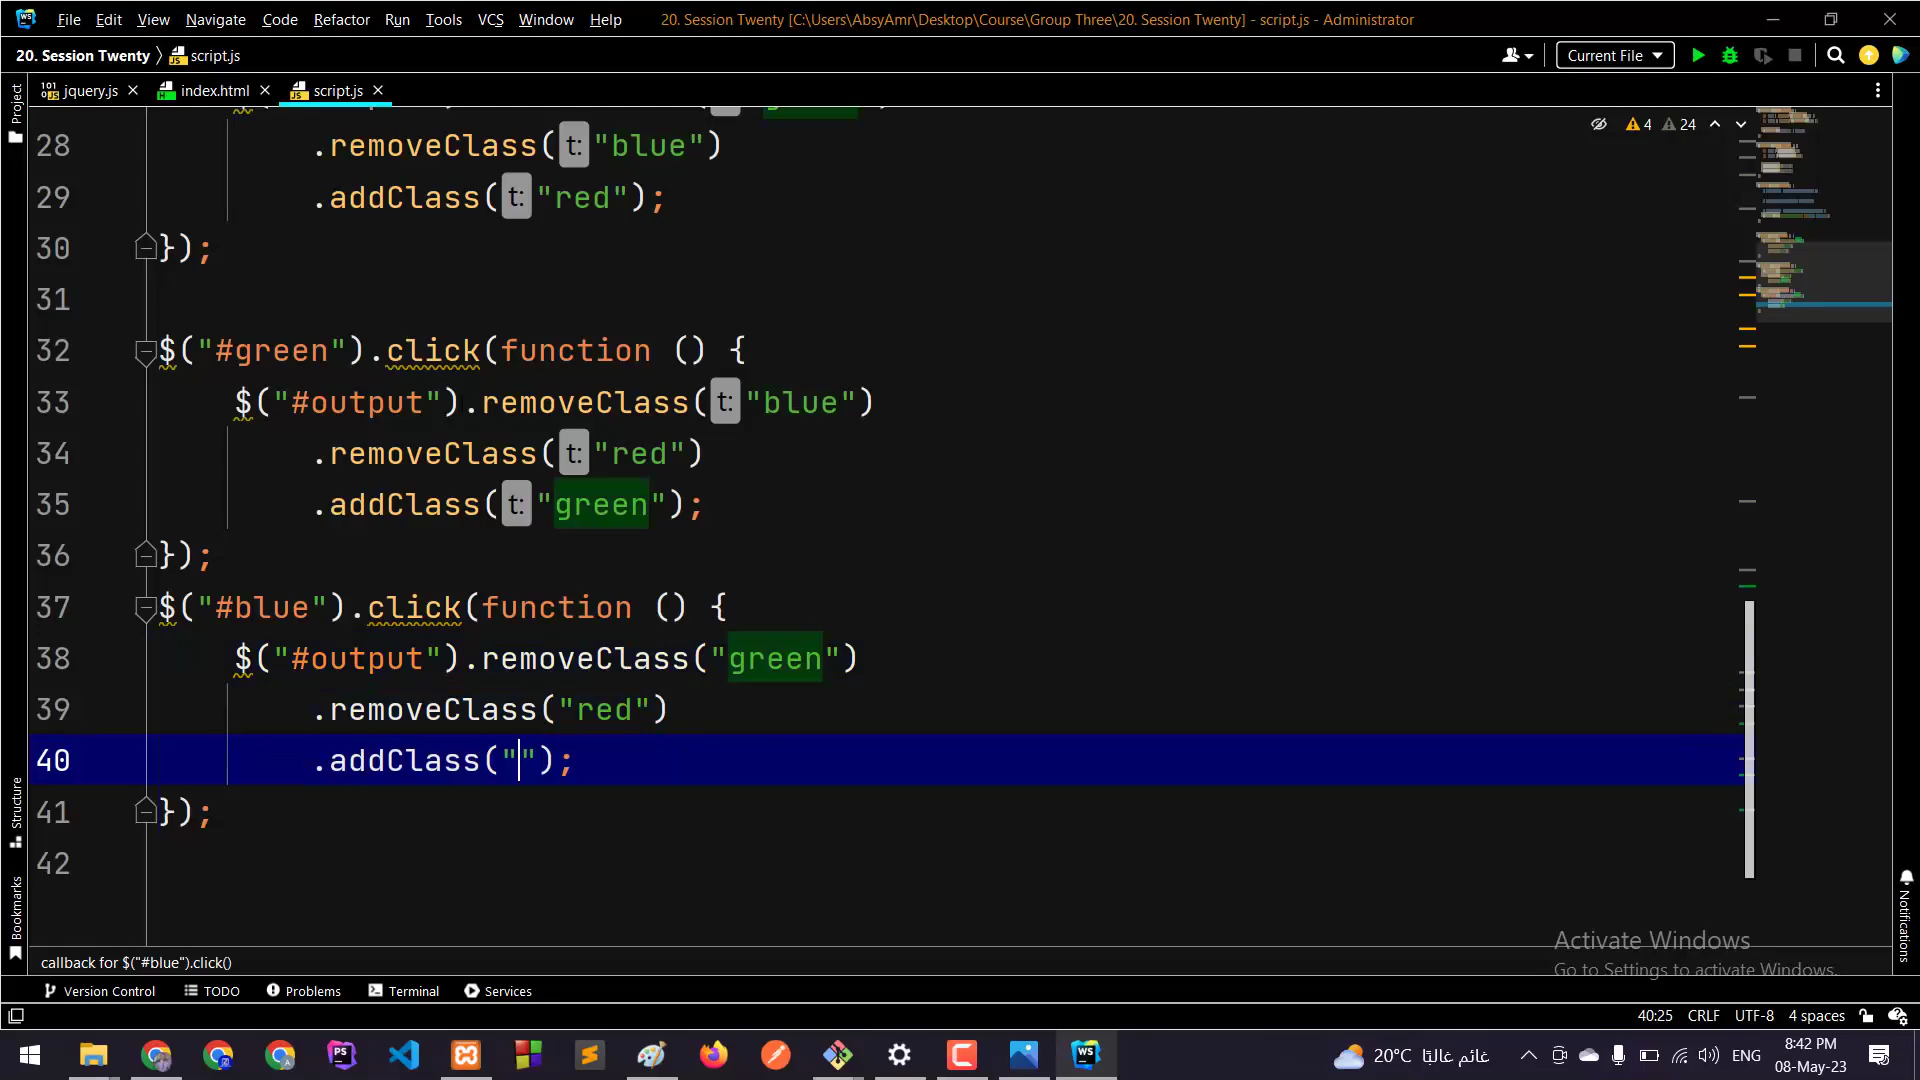 File Edit View Navigate Code Refactor Run Tools VCS Window Help 20. Session Twenty [C:\Users\AbsyAmr\Desktop\Course\Group Three\20. Session Twenty] - script.js - Administrator
20. Session Twenty script.js Current File
Project
jquery.js index.html script.js
4 24
28 .removeClass( t: "blue")
29 .addClass( t: "red");
30 });
31
32 $("#green").click(function () {
33 $("#output").removeClass( t: "blue")
34 .removeClass( t: "red")
35 .addClass( t: "green");
36 });
37 $("#blue").click(function () {
38 $("#output").removeClass("green")
39 .removeClass("red")
40 .addClass("");
41 });
42
Structure
Bookmarks
Notifications
Activate Windows
Go to Settings to activate Windows.
callback for $("#blue").click()
Version Control TODO Problems Terminal Services
40:25 CRLF UTF-8 4 spaces
20°C غائم غالبًا ENG 8:42 PM
08-May-23